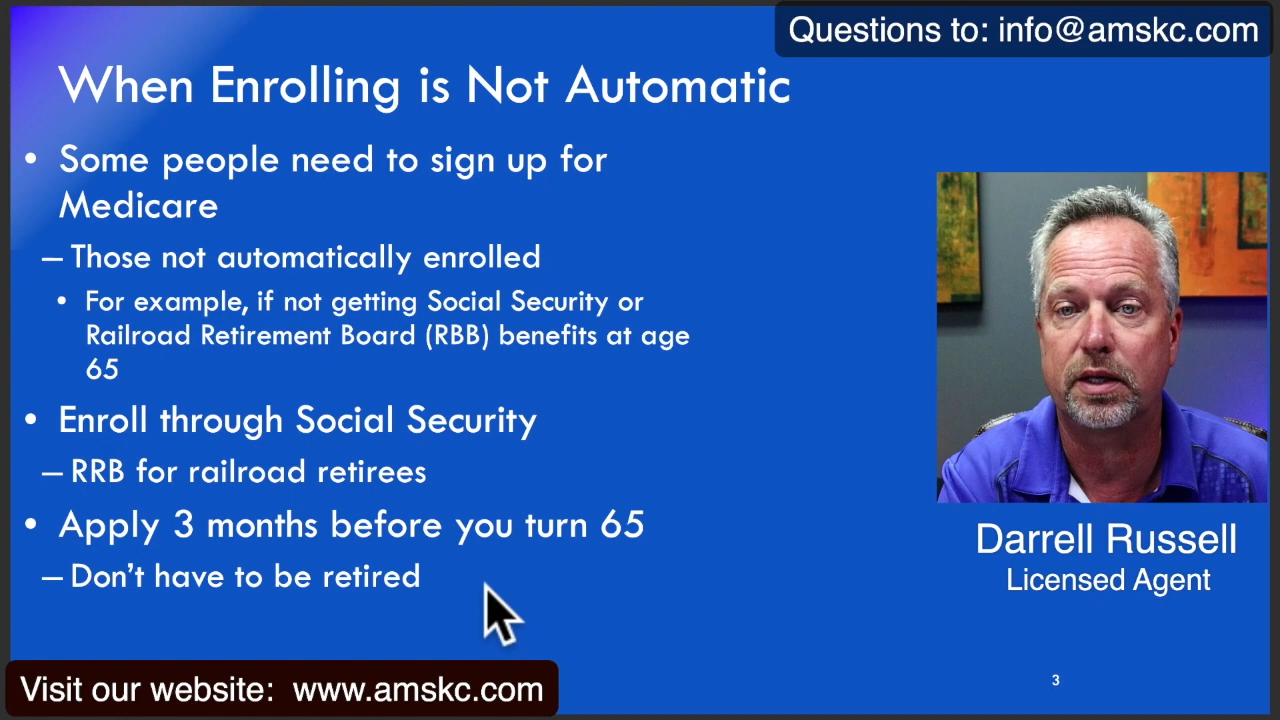 Questions to: info@amskc.com
When Enrolling is Not Automatic
• Some people need to sign up for
Medicare
– Those not automatically enrolled
• For example, if not getting Social Security or
Railroad Retirement Board (RBB) benefits at age
65
• Enroll through Social Security
– RRB for railroad retirees
• Apply 3 months before you turn 65
– Don't have to be retired
Darrell Russell
Licensed Agent
Visit our website: www.amskc.com
3